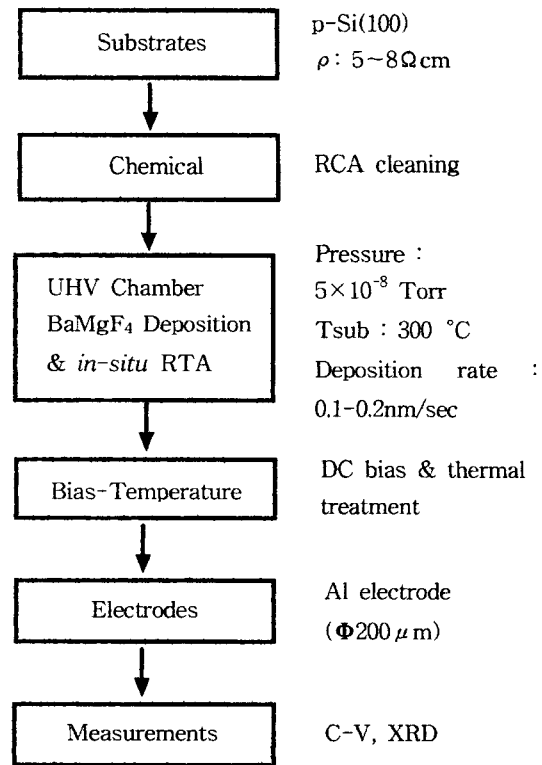 Substrates
p-Si(100)
ρ: 5~8Ωcm
Chemical
RCA cleaning
UHV Chamber
BaMgF₄ Deposition
& in-situ RTA
Pressure :
5×10⁻⁸ Torr
Tsub : 300 °C
Deposition rate :
0.1-0.2nm/sec
Bias-Temperature
DC bias & thermal
treatment
Electrodes
Al electrode
(Φ200μm)
Measurements
C-V, XRD